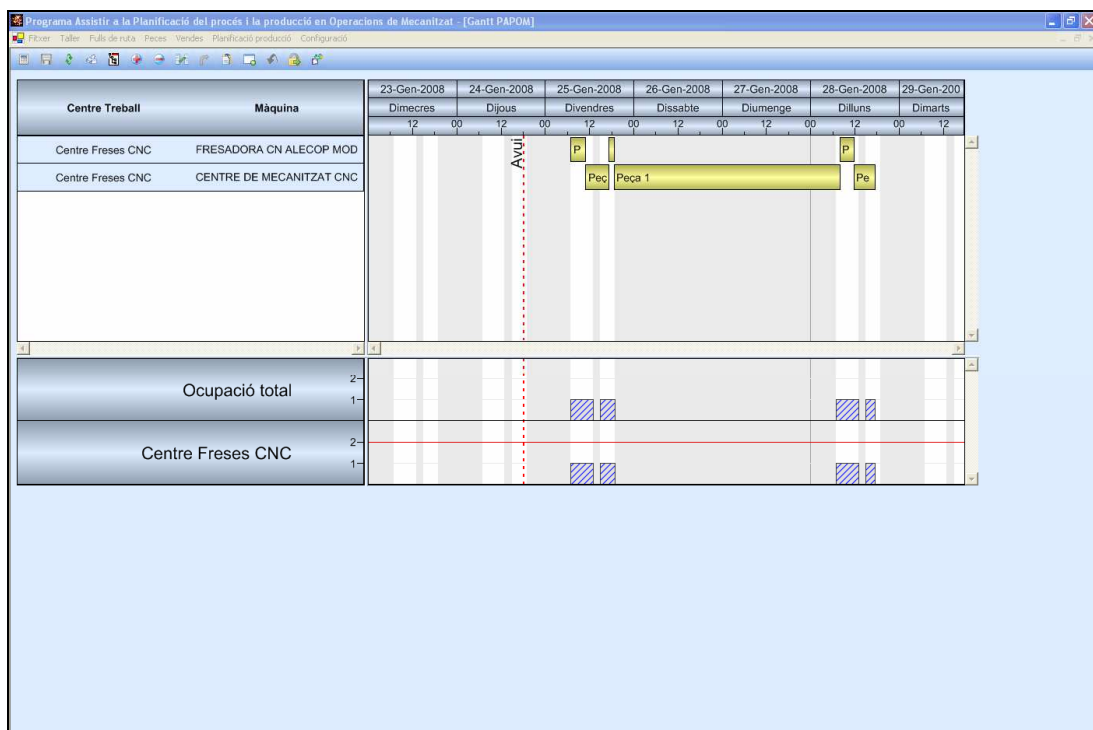 Programa Assistir a la Planificació del procés i la producció en Operacions de Mecanitzat - [Gantt PAPOM]
Fitxer Taller Fulls de ruta Peces Vendes Planificació producció Configuració
23-Gen-2008 24-Gen-2008 25-Gen-2008 26-Gen-2008 27-Gen-2008 28-Gen-2008 29-Gen-200
Centre Treball Màquina Dimecres Dijous Divendres Dissabte Diumenge Dilluns Dimarts
12 00 12 00 12 00 12 00 12 00 12 00 12
Avui
Centre Freses CNC FRESADORA CN ALECOP MOD P P
Centre Freses CNC CENTRE DE MECANITZAT CNC Peç Peça 1 Pe
Ocupació total 2 1
Centre Freses CNC 2 1